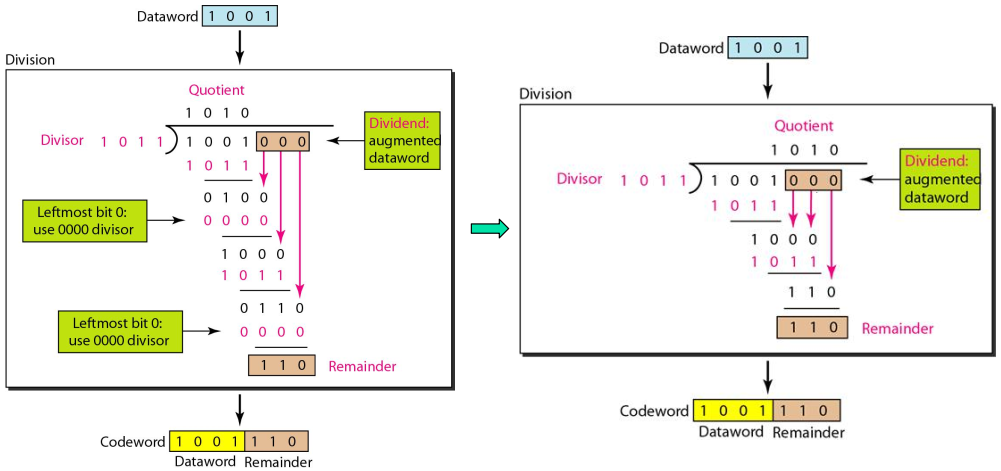 Dataword 1 0 0 1
Division
Quotient
1 0 1 0
Divisor 1 0 1 1 1 0 0 1 0 0 0
Dividend:
augmented
dataword
1 0 1 1
0 1 0 0
Leftmost bit 0:
use 0000 divisor
0 0 0 0
1 0 0 0
1 0 1 1
0 1 1 0
Leftmost bit 0:
use 0000 divisor
0 0 0 0
1 1 0 Remainder
Codeword 1 0 0 1 1 1 0
Dataword Remainder
Dataword 1 0 0 1
Division
Quotient
1 0 1 0
Divisor 1 0 1 1 1 0 0 1 0 0 0
Dividend:
augmented
dataword
1 0 1 1
1 0 0 0
1 0 1 1
1 1 0
1 1 0 Remainder
Codeword 1 0 0 1 1 1 0
Dataword Remainder